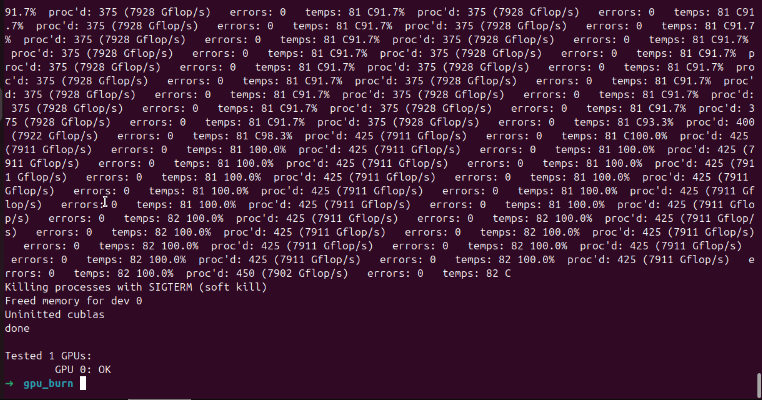 91.7%  proc'd: 375 (7928 Gflop/s)   errors: 0   temps: 81 C91.7%  proc'd: 375 (7928 Gflop/s)   errors: 0   temps: 81 C91
.7%  proc'd: 375 (7928 Gflop/s)   errors: 0   temps: 81 C91.7%  proc'd: 375 (7928 Gflop/s)   errors: 0   temps: 81 C91.7
%  proc'd: 375 (7928 Gflop/s)   errors: 0   temps: 81 C91.7%  proc'd: 375 (7928 Gflop/s)   errors: 0   temps: 81 C91.7%
  proc'd: 375 (7928 Gflop/s)   errors: 0   temps: 81 C91.7%  proc'd: 375 (7928 Gflop/s)   errors: 0   temps: 81 C91.7%  p
roc'd: 375 (7928 Gflop/s)   errors: 0   temps: 81 C91.7%  proc'd: 375 (7928 Gflop/s)   errors: 0   temps: 81 C91.7%  pro
c'd: 375 (7928 Gflop/s)   errors: 0   temps: 81 C91.7%  proc'd: 375 (7928 Gflop/s)   errors: 0   temps: 81 C91.7%  proc'
d: 375 (7928 Gflop/s)   errors: 0   temps: 81 C91.7%  proc'd: 375 (7928 Gflop/s)   errors: 0   temps: 81 C91.7%  proc'd:
 375 (7928 Gflop/s)   errors: 0   temps: 81 C91.7%  proc'd: 375 (7928 Gflop/s)   errors: 0   temps: 81 C91.7%  proc'd: 3
75 (7928 Gflop/s)   errors: 0   temps: 81 C91.7%  proc'd: 375 (7928 Gflop/s)   errors: 0   temps: 81 C93.3%  proc'd: 400
 (7922 Gflop/s)   errors: 0   temps: 81 C98.3%  proc'd: 425 (7911 Gflop/s)   errors: 0   temps: 81 C100.0%  proc'd: 425
(7911 Gflop/s)   errors: 0   temps: 81 100.0%  proc'd: 425 (7911 Gflop/s)   errors: 0   temps: 81 100.0%  proc'd: 425 (7
911 Gflop/s)   errors: 0   temps: 81 100.0%  proc'd: 425 (7911 Gflop/s)   errors: 0   temps: 81 100.0%  proc'd: 425 (791
1 Gflop/s)   errors: 0   temps: 81 100.0%  proc'd: 425 (7911 Gflop/s)   errors: 0   temps: 81 100.0%  proc'd: 425 (7911
Gflop/s)   errors: 0   temps: 81 100.0%  proc'd: 425 (7911 Gflop/s)   errors: 0   temps: 81 100.0%  proc'd: 425 (7911 Gf
lop/s)   errors: 0   temps: 81 100.0%  proc'd: 425 (7911 Gflop/s)   errors: 0   temps: 81 100.0%  proc'd: 425 (7911 Gflo
p/s)   errors: 0   temps: 82 100.0%  proc'd: 425 (7911 Gflop/s)   errors: 0   temps: 82 100.0%  proc'd: 425 (7911 Gflop/
s)   errors: 0   temps: 82 100.0%  proc'd: 425 (7911 Gflop/s)   errors: 0   temps: 82 100.0%  proc'd: 425 (7911 Gflop/s)
   errors: 0   temps: 82 100.0%  proc'd: 425 (7911 Gflop/s)   errors: 0   temps: 82 100.0%  proc'd: 425 (7911 Gflop/s)
 errors: 0   temps: 82 100.0%  proc'd: 425 (7911 Gflop/s)   errors: 0   temps: 82 100.0%  proc'd: 425 (7911 Gflop/s)   e
rrors: 0   temps: 82 100.0%  proc'd: 450 (7902 Gflop/s)   errors: 0   temps: 82 C
Killing processes with SIGTERM (soft kill)
Freed memory for dev 0
Uninitted cublas
done

Tested 1 GPUs:
        GPU 0: OK
➜  gpu_burn